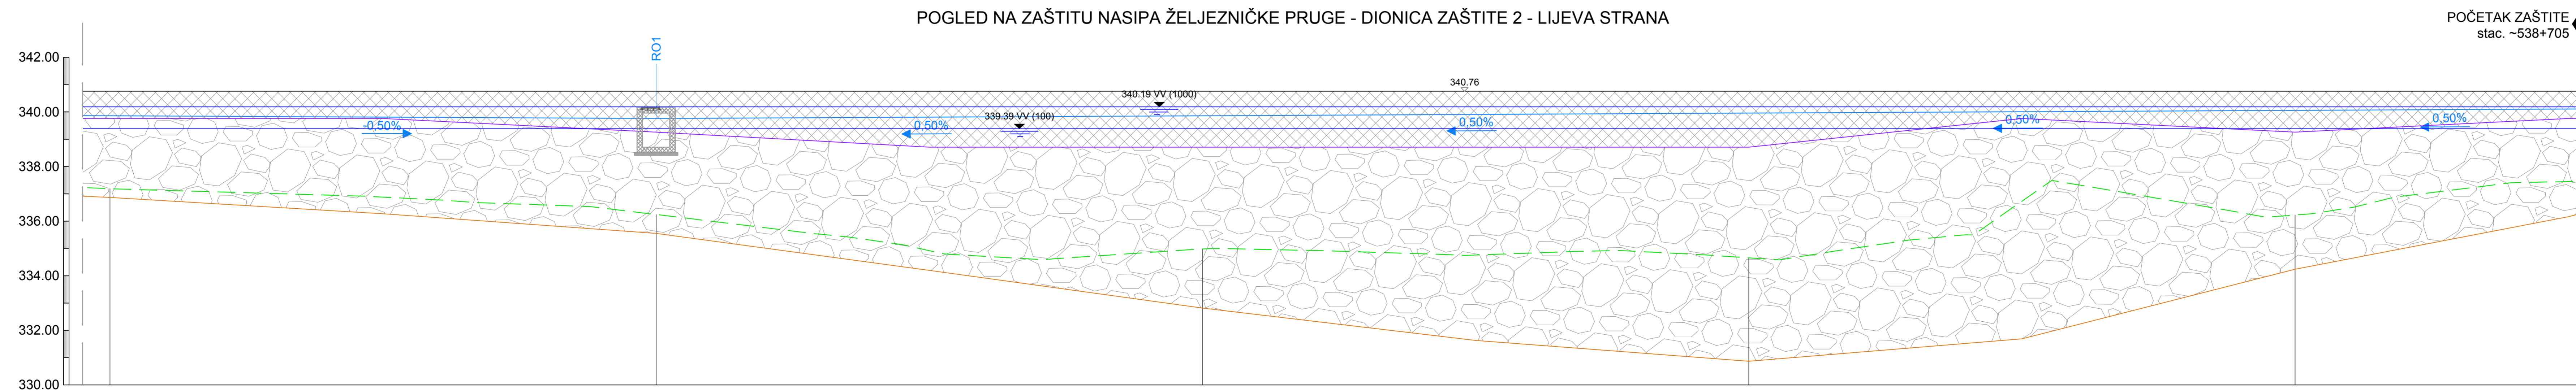 POGLED NA ZAŠTITU NASIPA ŽELJEZNIČKE PRUGE - DIONICA ZAŠTITE 2 - LIJEVA STRANA
POČETAK ZAŠTITE
stac. ~538+705
RO1
342.00
340.76
340.19 VV (1000)
340.00
339.39 VV (100)
-0,50%
0,50%
0,50%
0,50%
0,50%
338.00
336.00
334.00
332.00
330.00